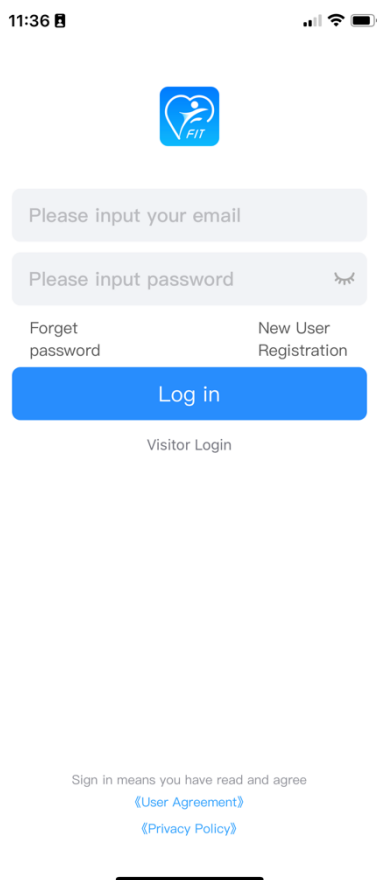 11:36
FIT
Please input your email
Please input password
Forget
password
New User
Registration
Log in
Visitor Login
Sign in means you have read and agree
《User Agreement》
《Privacy Policy》